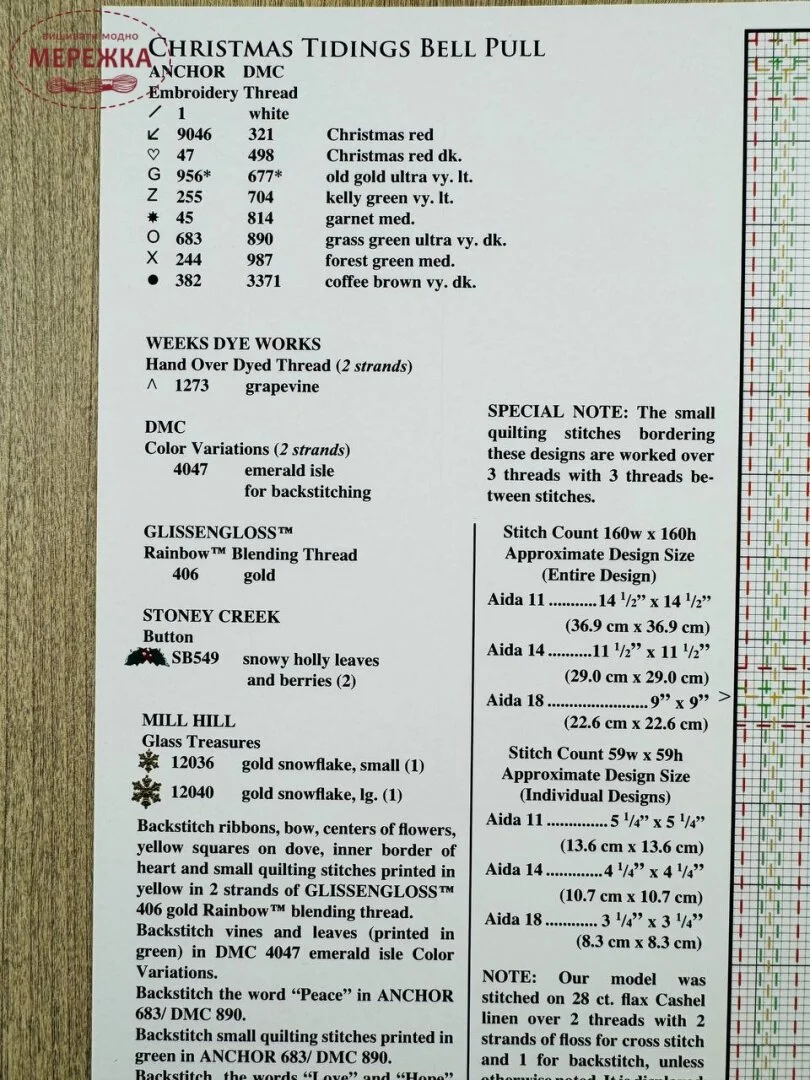 вишивати модно
МЕРЕЖКА
CHRISTMAS TIDINGS BELL PULL
ANCHOR DMC
Embroidery Thread
/ 1 white
↙ 9046 321 Christmas red
♡ 47 498 Christmas red dk.
G 956* 677* old gold ultra vy. lt.
Z 255 704 kelly green vy. lt.
✷ 45 814 garnet med.
O 683 890 grass green ultra vy. dk.
X 244 987 forest green med.
● 382 3371 coffee brown vy. dk.
WEEKS DYE WORKS
Hand Over Dyed Thread (2 strands)
^ 1273 grapevine
DMC
Color Variations (2 strands)
4047 emerald isle
for backstitching
GLISSENGLOSS™
Rainbow™ Blending Thread
406 gold
STONEY CREEK
Button
SB549 snowy holly leaves
and berries (2)
MILL HILL
Glass Treasures
12036 gold snowflake, small (1)
12040 gold snowflake, lg. (1)
Backstitch ribbons, bow, centers of flowers,
yellow squares on dove, inner border of
heart and small quilting stitches printed in
yellow in 2 strands of GLISSENGLOSS™
406 gold Rainbow™ blending thread.
Backstitch vines and leaves (printed in
green) in DMC 4047 emerald isle Color
Variations.
Backstitch the word “Peace” in ANCHOR
683/ DMC 890.
Backstitch small quilting stitches printed in
green in ANCHOR 683/ DMC 890.
Backstitch the words “Love” and “Hope”
SPECIAL NOTE: The small
quilting stitches bordering
these designs are worked over
3 threads with 3 threads be-
tween stitches.
Stitch Count 160w x 160h
Approximate Design Size
(Entire Design)
Aida 11 ...........14 1/2” x 14 1/2”
(36.9 cm x 36.9 cm)
Aida 14 ..........11 1/2” x 11 1/2”
(29.0 cm x 29.0 cm)
Aida 18 .......................9” x 9”
(22.6 cm x 22.6 cm)
>
Stitch Count 59w x 59h
Approximate Design Size
(Individual Designs)
Aida 11 ..............5 1/4” x 5 1/4”
(13.6 cm x 13.6 cm)
Aida 14 .............4 1/4” x 4 1/4”
(10.7 cm x 10.7 cm)
Aida 18 ............ 3 1/4” x 3 1/4”
(8.3 cm x 8.3 cm)
NOTE: Our model was
stitched on 28 ct. flax Cashel
linen over 2 threads with 2
strands of floss for cross stitch
and 1 for backstitch, unless
otherwise noted. It is displayed